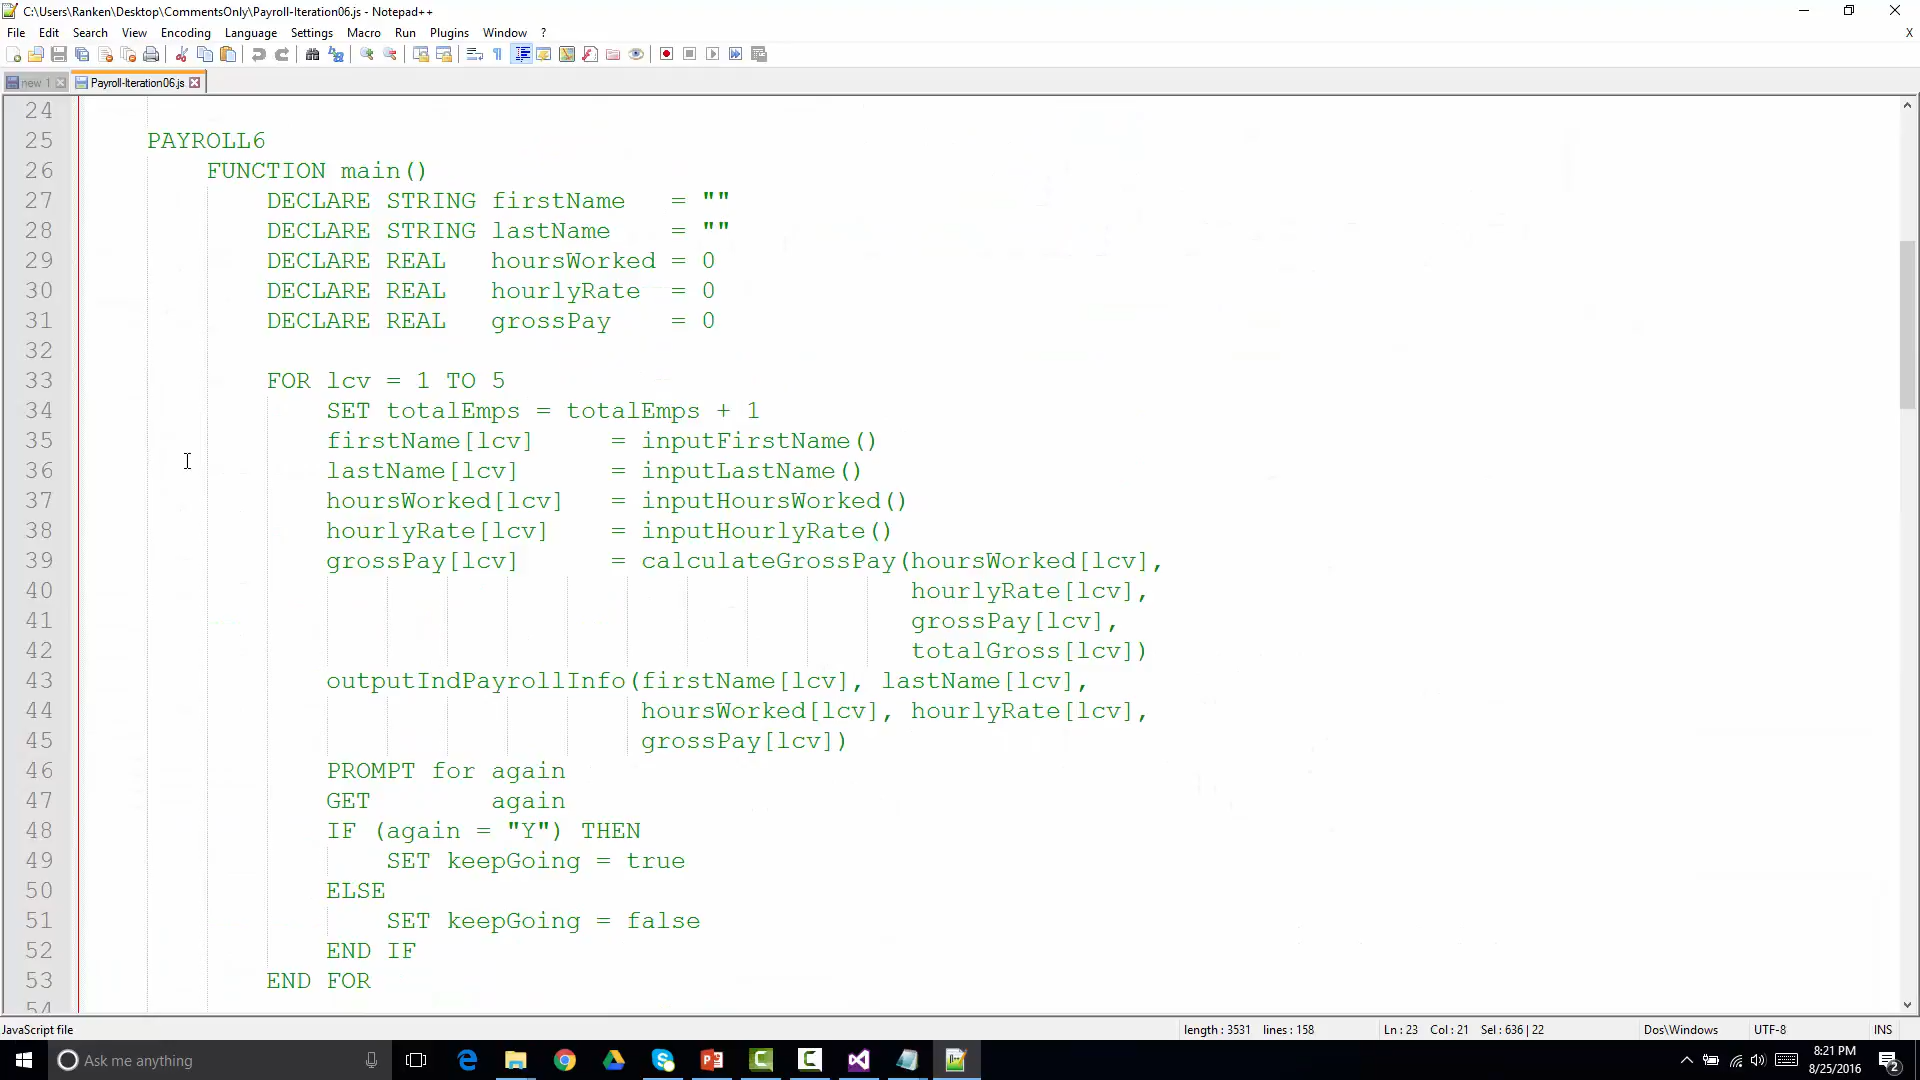 C:\Users\Ranken\Desktop\CommentsOnly\Payroll-Iteration06.js - Notepad++
File Edit Search View Encoding Language Settings Macro Run Plugins Window ? X
new 1 Payroll-Iteration06.js
24
25 PAYROLL6
26 FUNCTION main()
27 DECLARE STRING firstName = ""
28 DECLARE STRING lastName = ""
29 DECLARE REAL hoursWorked = 0
30 DECLARE REAL hourlyRate = 0
31 DECLARE REAL grossPay = 0
32
33 FOR lcv = 1 TO 5
34 SET totalEmps = totalEmps + 1
35 firstName[lcv] = inputFirstName()
36 lastName[lcv] = inputLastName()
37 hoursWorked[lcv] = inputHoursWorked()
38 hourlyRate[lcv] = inputHourlyRate()
39 grossPay[lcv] = calculateGrossPay(hoursWorked[lcv],
40 hourlyRate[lcv],
41 grossPay[lcv],
42 totalGross[lcv])
43 outputIndPayrollInfo(firstName[lcv], lastName[lcv],
44 hoursWorked[lcv], hourlyRate[lcv],
45 grossPay[lcv])
46 PROMPT for again
47 GET again
48 IF (again = "Y") THEN
49 SET keepGoing = true
50 ELSE
51 SET keepGoing = false
52 END IF
53 END FOR
54
JavaScript file length : 3531 lines : 158 Ln : 23 Col : 21 Sel : 636 | 22 Dos\Windows UTF-8 INS
Ask me anything 8:21 PM
8/25/2016 2